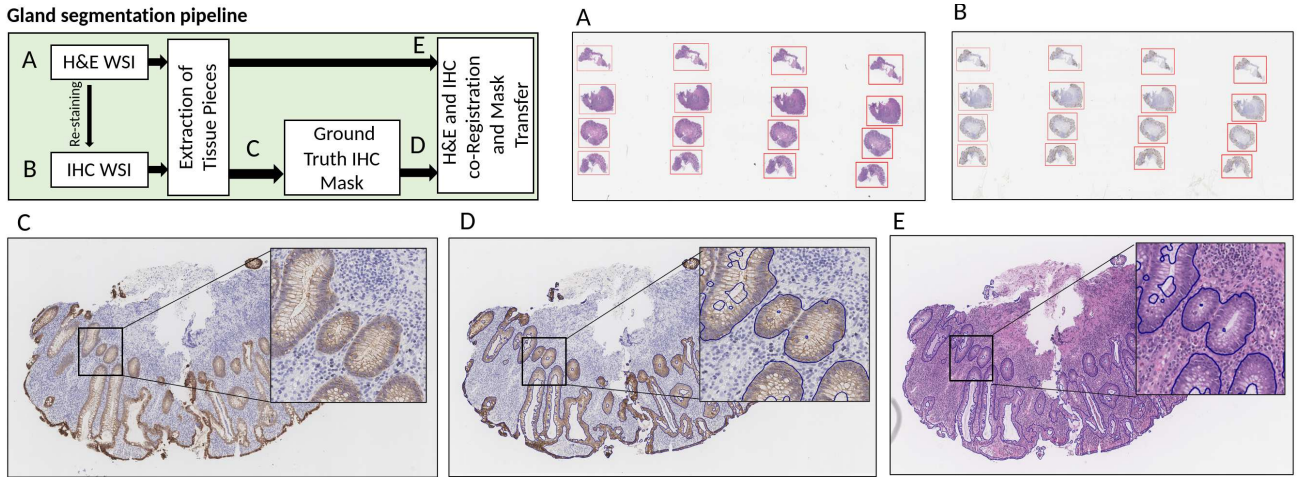 Gland segmentation pipeline
A
H&E WSI
Re-staining
B
IHC WSI
Extraction of
Tissue Pieces
C
Ground
Truth IHC
Mask
D
E
H&E and IHC
co-Registration
and Mask
Transfer
A
B
C
D
E